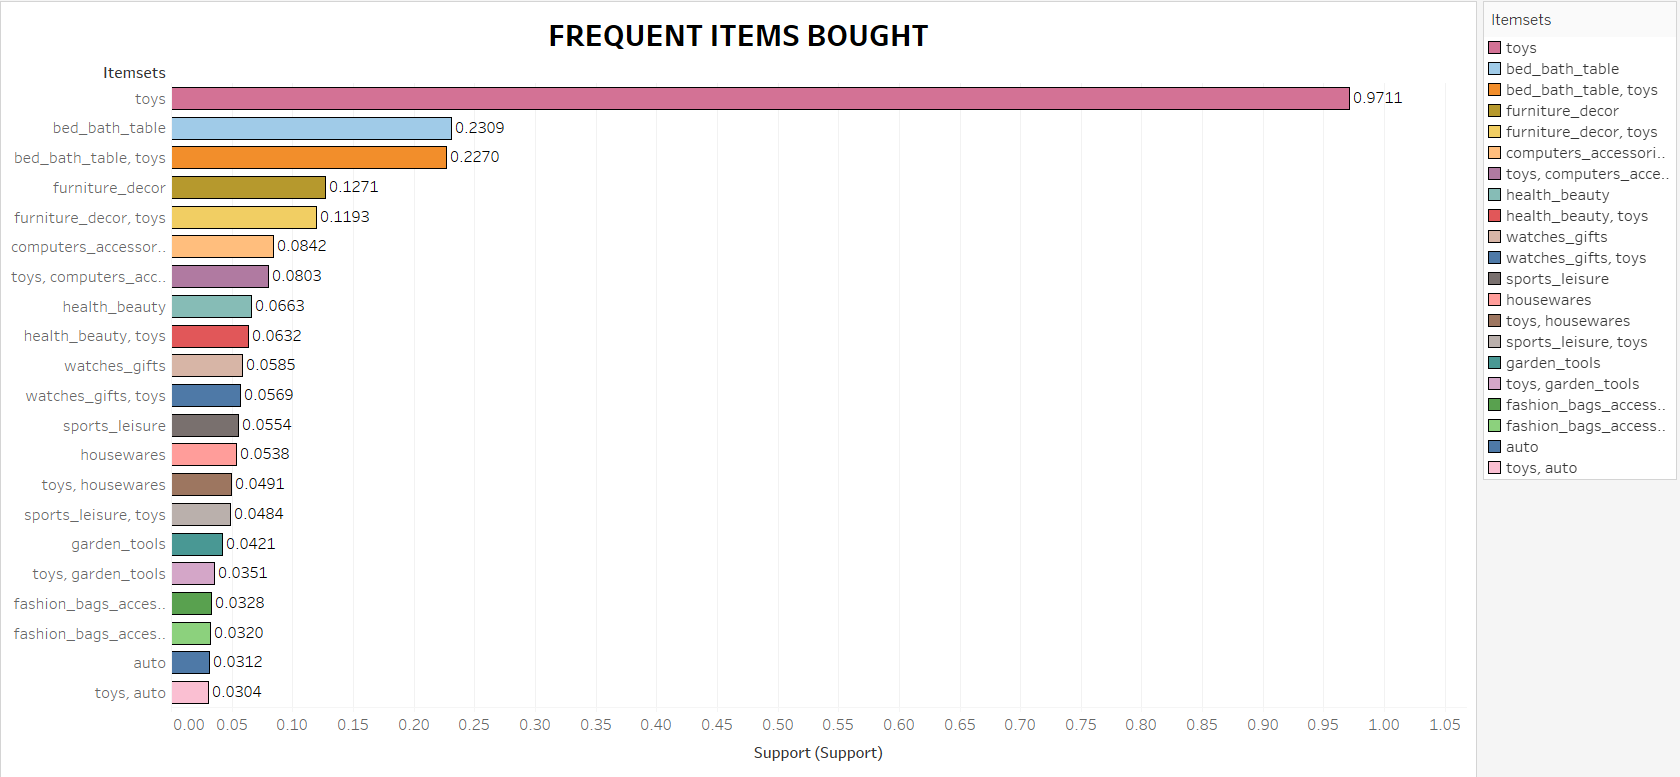 FREQUENT ITEMS BOUGHT
Itemsets
toys 0.9711
bed_bath_table 0.2309
bed_bath_table, toys 0.2270
furniture_decor 0.1271
furniture_decor, toys 0.1193
computers_accessor.. 0.0842
toys, computers_acc.. 0.0803
health_beauty 0.0663
health_beauty, toys 0.0632
watches_gifts 0.0585
watches_gifts, toys 0.0569
sports_leisure 0.0554
housewares 0.0538
toys, housewares 0.0491
sports_leisure, toys 0.0484
garden_tools 0.0421
toys, garden_tools 0.0351
fashion_bags_acces.. 0.0328
fashion_bags_acces.. 0.0320
auto 0.0312
toys, auto 0.0304
0.00 0.05 0.10 0.15 0.20 0.25 0.30 0.35 0.40 0.45 0.50 0.55 0.60 0.65 0.70 0.75 0.80 0.85 0.90 0.95 1.00 1.05
Support (Support)
Itemsets
toys
bed_bath_table
bed_bath_table, toys
furniture_decor
furniture_decor, toys
computers_accessori..
toys, computers_acce..
health_beauty
health_beauty, toys
watches_gifts
watches_gifts, toys
sports_leisure
housewares
toys, housewares
sports_leisure, toys
garden_tools
toys, garden_tools
fashion_bags_access..
fashion_bags_access..
auto
toys, auto